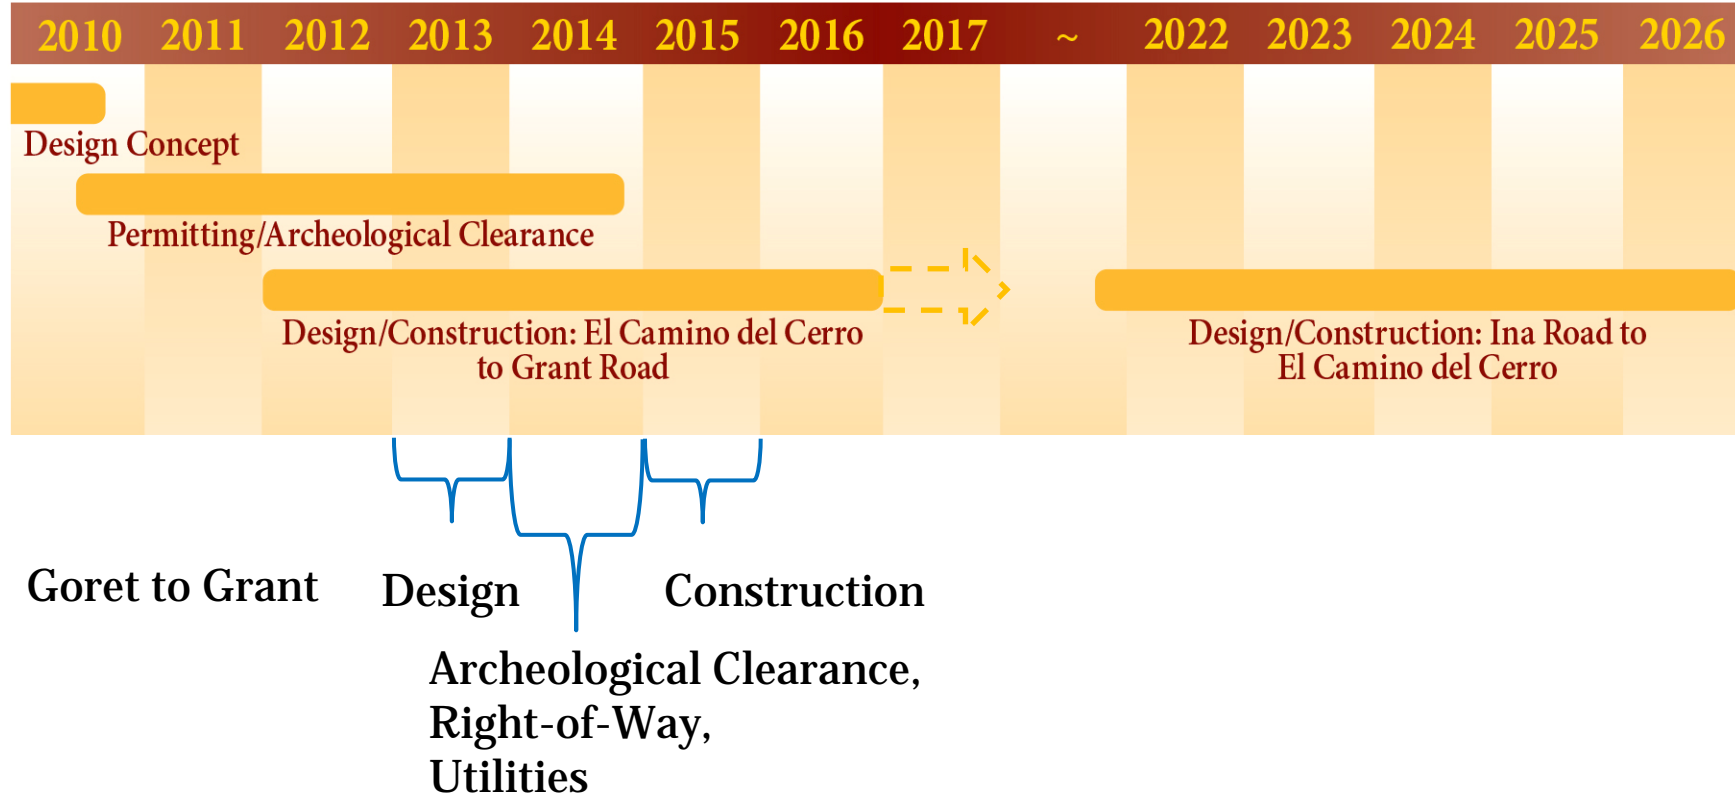 2010 2011 2012 2013 2014 2015 2016 2017 ~ 2022 2023 2024 2025 2026
Design Concept
Permitting/Archeological Clearance
Design/Construction: El Camino del Cerro
to Grant Road
Design/Construction: Ina Road to
El Camino del Cerro
Goret to Grant
Design
Construction
Archeological Clearance,
Right-of-Way,
Utilities